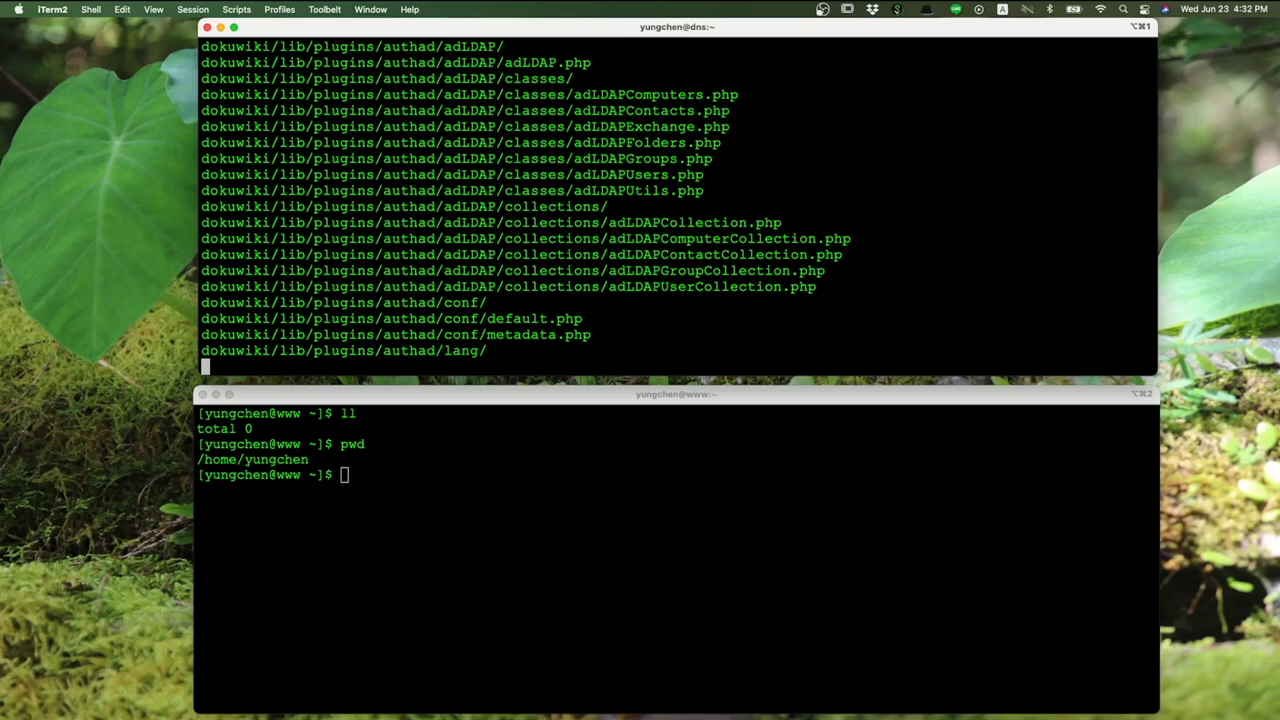 iTerm2 Shell Edit View Session Scripts Profiles Toolbelt Window Help Wed Jun 23 4:32 PM
yungchen@dns:~ ⌥⌘1
dokuwiki/lib/plugins/authad/adLDAP/
dokuwiki/lib/plugins/authad/adLDAP/adLDAP.php
dokuwiki/lib/plugins/authad/adLDAP/classes/
dokuwiki/lib/plugins/authad/adLDAP/classes/adLDAPComputers.php
dokuwiki/lib/plugins/authad/adLDAP/classes/adLDAPContacts.php
dokuwiki/lib/plugins/authad/adLDAP/classes/adLDAPExchange.php
dokuwiki/lib/plugins/authad/adLDAP/classes/adLDAPFolders.php
dokuwiki/lib/plugins/authad/adLDAP/classes/adLDAPGroups.php
dokuwiki/lib/plugins/authad/adLDAP/classes/adLDAPUsers.php
dokuwiki/lib/plugins/authad/adLDAP/classes/adLDAPUtils.php
dokuwiki/lib/plugins/authad/adLDAP/collections/
dokuwiki/lib/plugins/authad/adLDAP/collections/adLDAPCollection.php
dokuwiki/lib/plugins/authad/adLDAP/collections/adLDAPComputerCollection.php
dokuwiki/lib/plugins/authad/adLDAP/collections/adLDAPContactCollection.php
dokuwiki/lib/plugins/authad/adLDAP/collections/adLDAPGroupCollection.php
dokuwiki/lib/plugins/authad/adLDAP/collections/adLDAPUserCollection.php
dokuwiki/lib/plugins/authad/conf/
dokuwiki/lib/plugins/authad/conf/default.php
dokuwiki/lib/plugins/authad/conf/metadata.php
dokuwiki/lib/plugins/authad/lang/
yungchen@www:~ ⌥⌘2
[yungchen@www ~]$ ll
total 0
[yungchen@www ~]$ pwd
/home/yungchen
[yungchen@www ~]$